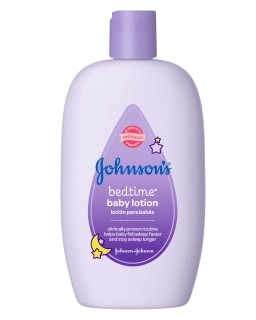 Johnson's
bedtime®
baby lotion
loción para bebés
clinically proven routine
helps baby fall asleep faster
and stay asleep longer
Johnson & Johnson